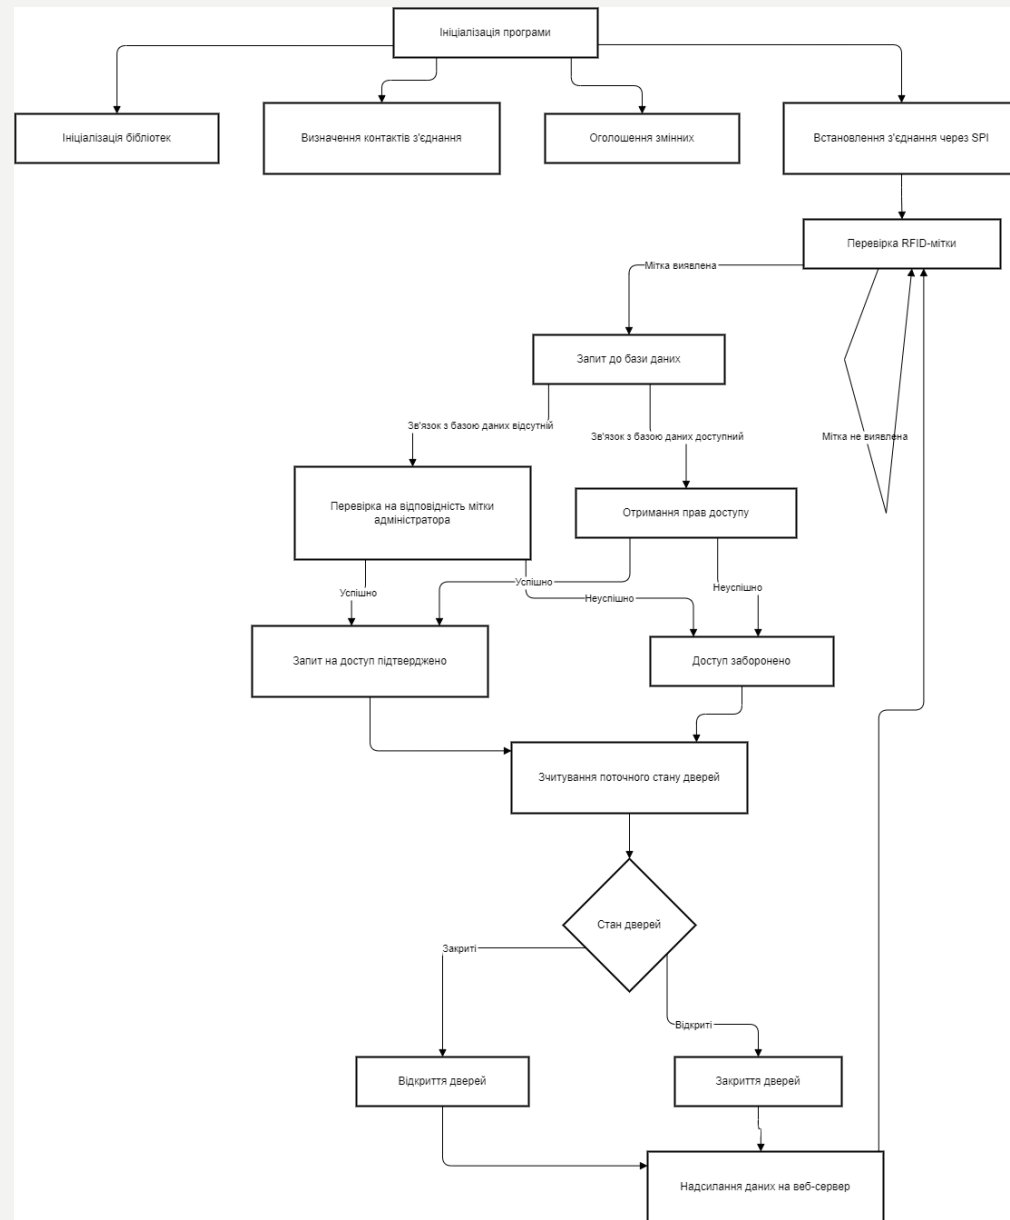 Ініціалізація програми
Ініціалізація бібліотек
Визначення контактів з'єднання
Оголошення змінних
Встановлення з'єднання через SPI
Перевірка RFID-мітки
Мітка виявлена
Запит до бази даних
Зв'язок з базою даних відсутній
Зв'язок з базою даних доступний
Мітка не виявлена
Перевірка на відповідність мітки
адміністратора
Отримання прав доступу
Успішно
Неуспішно
Успішно
Неуспішно
Запит на доступ підтверджено
Доступ заборонено
Зчитування поточного стану дверей
Стан дверей
Закриті
Відкриті
Відкриття дверей
Закриття дверей
Надсилання даних на веб-сервер